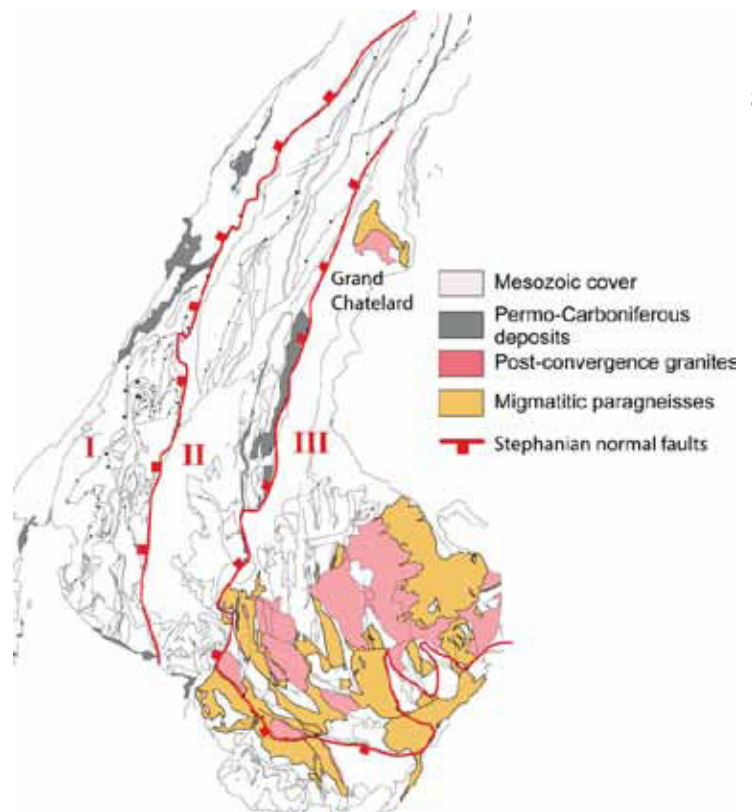 Grand
Chatelard
Mesozoic cover
Permo-Carboniferous
deposits
Post-convergence granites
Migmatitic paragneisses
Stephanian normal faults
I
II
III